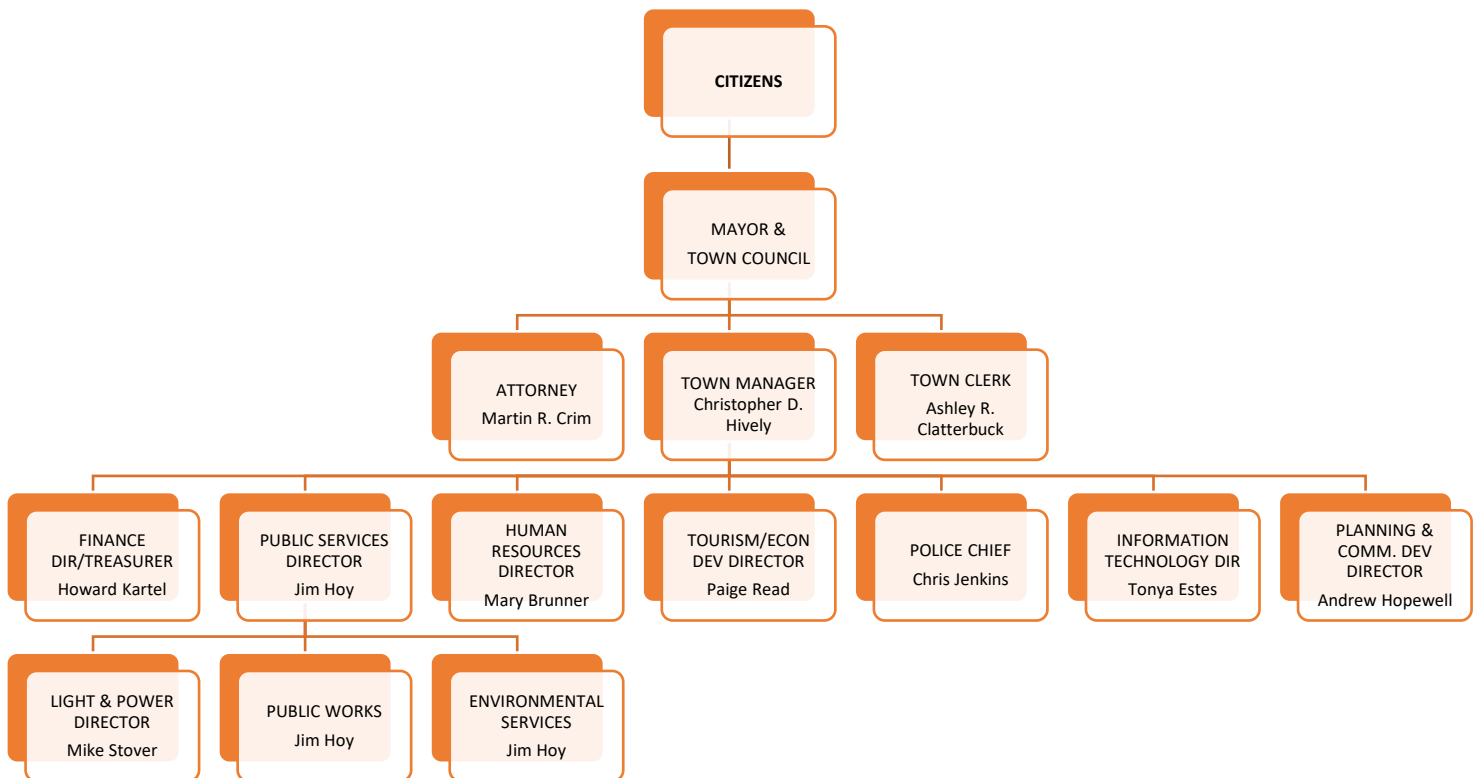 CITIZENS
MAYOR &
TOWN COUNCIL
ATTORNEY
Martin R. Crim
TOWN MANAGER
Christopher D.
Hively
TOWN CLERK
Ashley R.
Clatterbuck
FINANCE
DIR/TREASURER
Howard Kartel
PUBLIC SERVICES
DIRECTOR
Jim Hoy
HUMAN
RESOURCES
DIRECTOR
Mary Brunner
TOURISM/ECON
DEV DIRECTOR
Paige Read
POLICE CHIEF
Chris Jenkins
INFORMATION
TECHNOLOGY DIR
Tonya Estes
PLANNING &
COMM. DEV
DIRECTOR
Andrew Hopewell
LIGHT & POWER
DIRECTOR
Mike Stover
PUBLIC WORKS
Jim Hoy
ENVIRONMENTAL
SERVICES
Jim Hoy